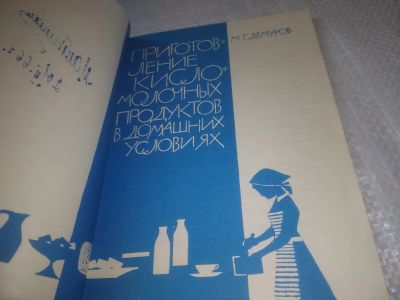 М. Г. ДЕМУРОВ
ПРИГОТОВ-
ЛЕНИЕ
КИСЛО-
МОЛОЧНЫХ
ПРОДУКТОВ
В ДОМАШНИХ
УСЛОВИЯХ